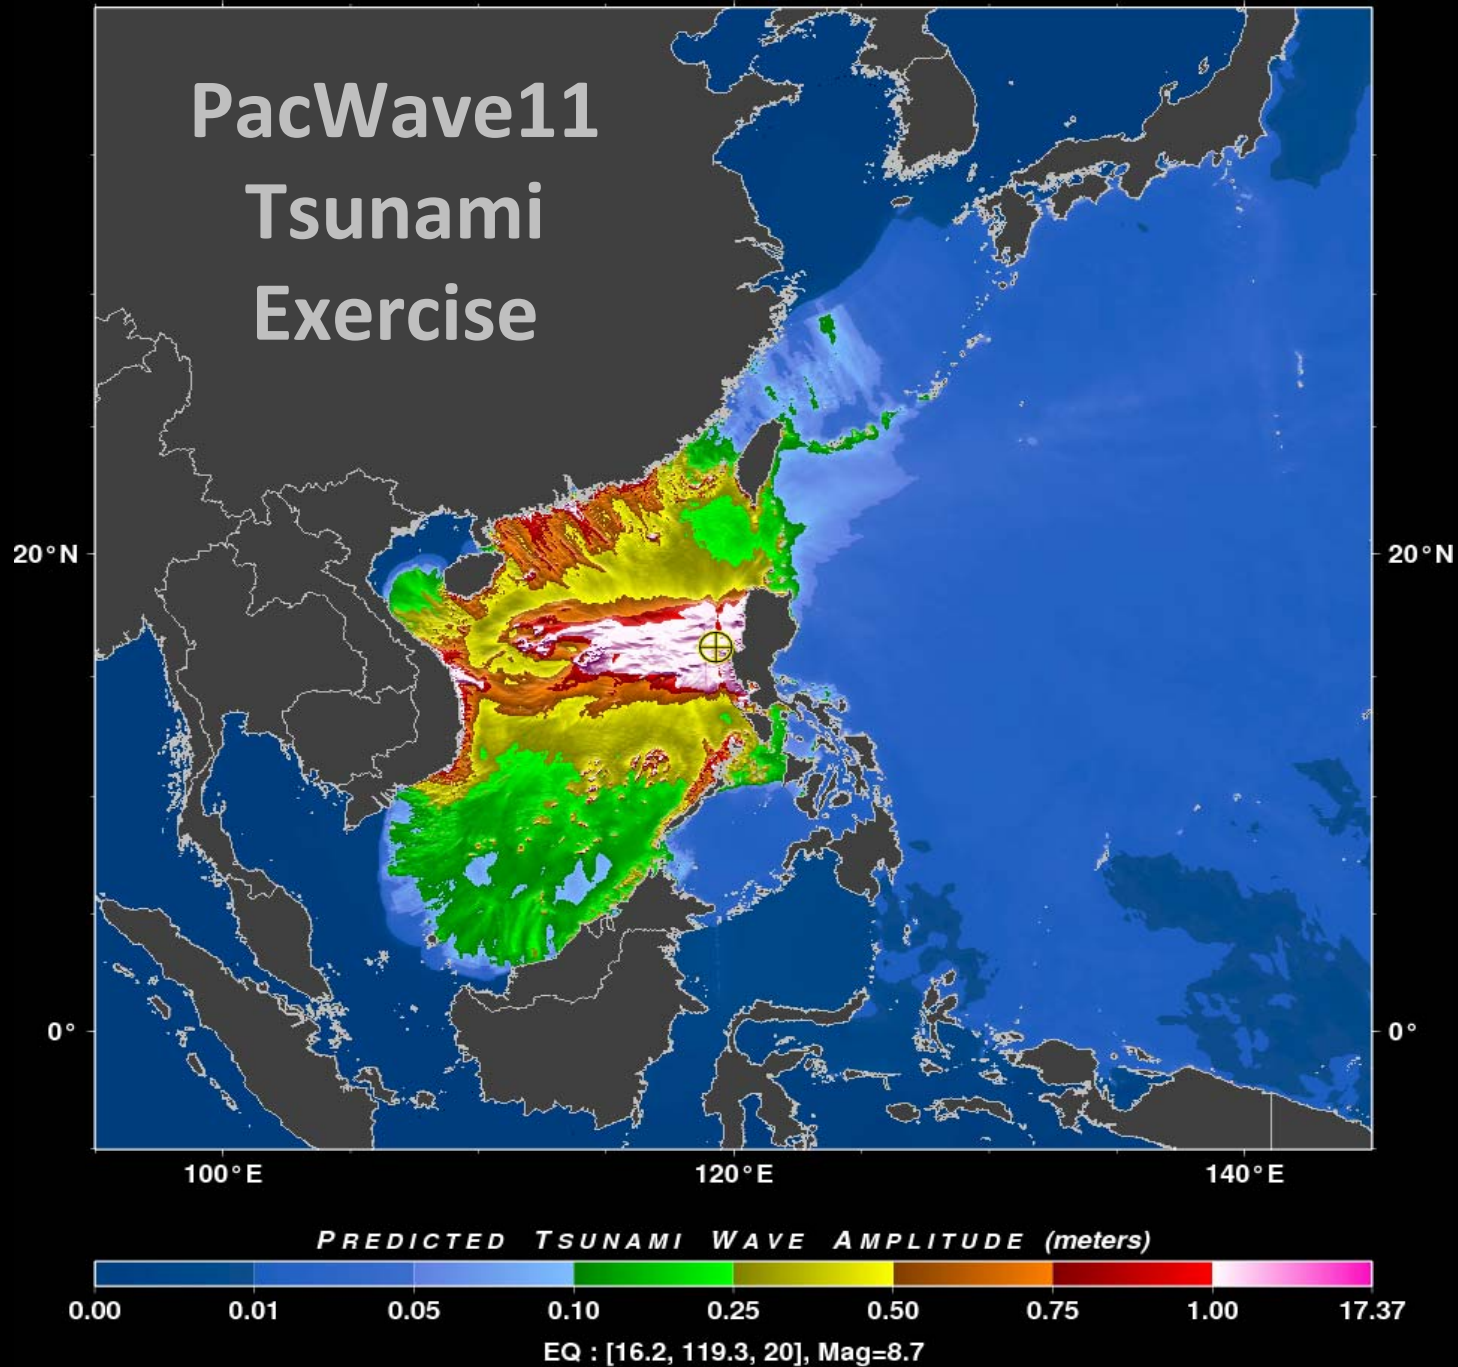 PacWave11
Tsunami
Exercise
20°N
20°N
0°
0°
100°E
120°E
140°E
PREDICTED TSUNAMI WAVE AMPLITUDE (meters)
0.00
0.01
0.05
0.10
0.25
0.50
0.75
1.00
17.37
EQ : [16.2, 119.3, 20], Mag=8.7